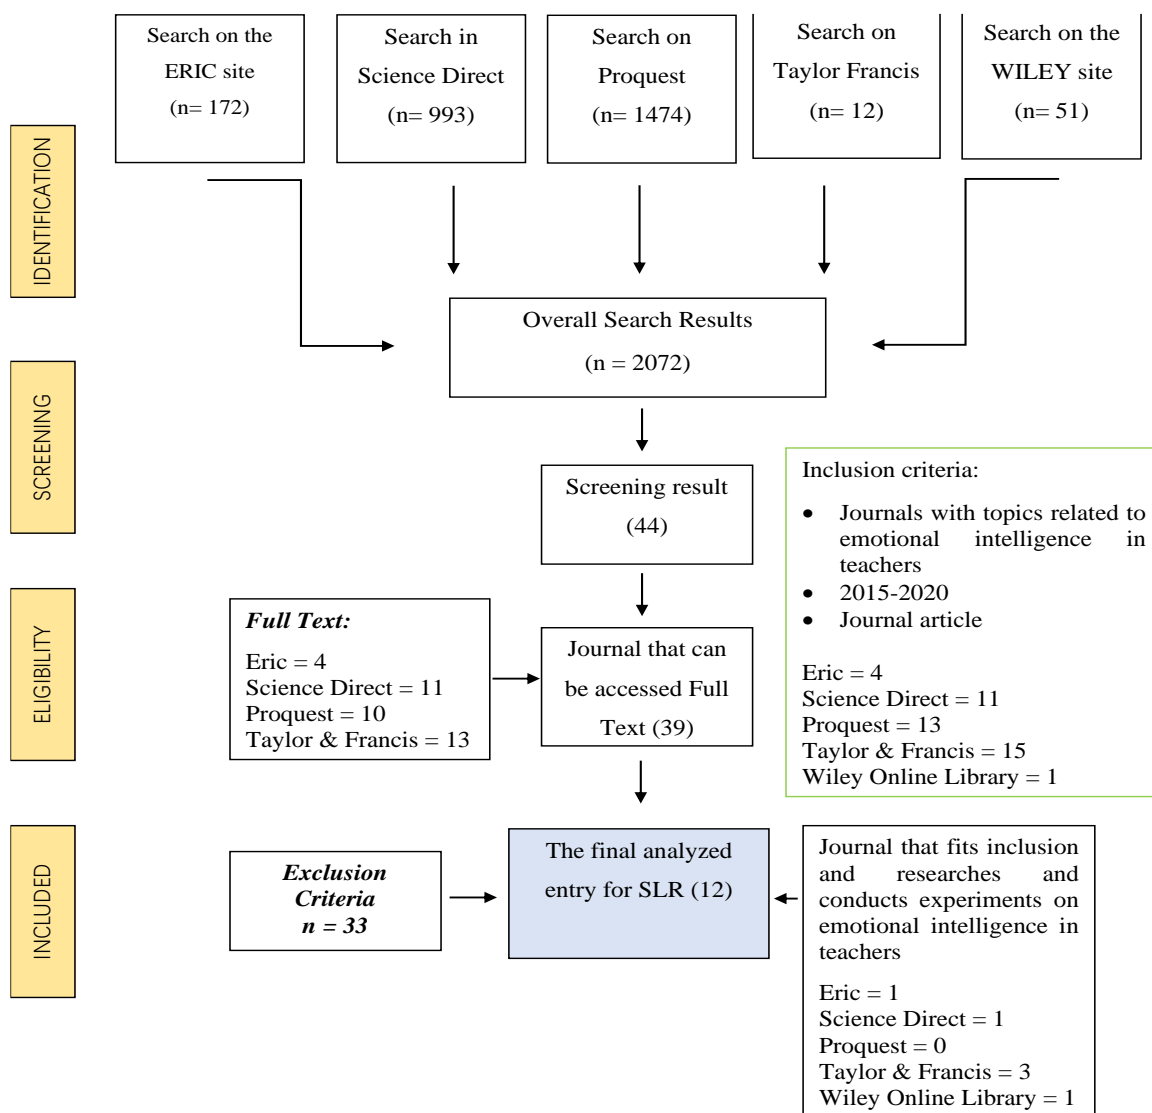 Search on the
ERIC site
(n= 172)
Search in
Science Direct
(n= 993)
Search on
Proquest
(n= 1474)
Search on
Taylor Francis
(n= 12)
Search on the
WILEY site
(n= 51)
IDENTIFICATION
Overall Search Results
(n = 2072)
SCREENING
Screening result
(44)
Inclusion criteria:
• Journals with topics related to
emotional intelligence in
teachers
• 2015-2020
• Journal article
Eric = 4
Science Direct = 11
Proquest = 13
Taylor & Francis = 15
Wiley Online Library = 1
ELIGIBILITY
Full Text:
Eric = 4
Science Direct = 11
Proquest = 10
Taylor & Francis = 13
Journal that can
be accessed Full
Text (39)
INCLUDED
Exclusion
Criteria
n = 33
The final analyzed
entry for SLR (12)
Journal that fits inclusion
and researches and
conducts experiments on
emotional intelligence in
teachers
Eric = 1
Science Direct = 1
Proquest = 0
Taylor & Francis = 3
Wiley Online Library = 1